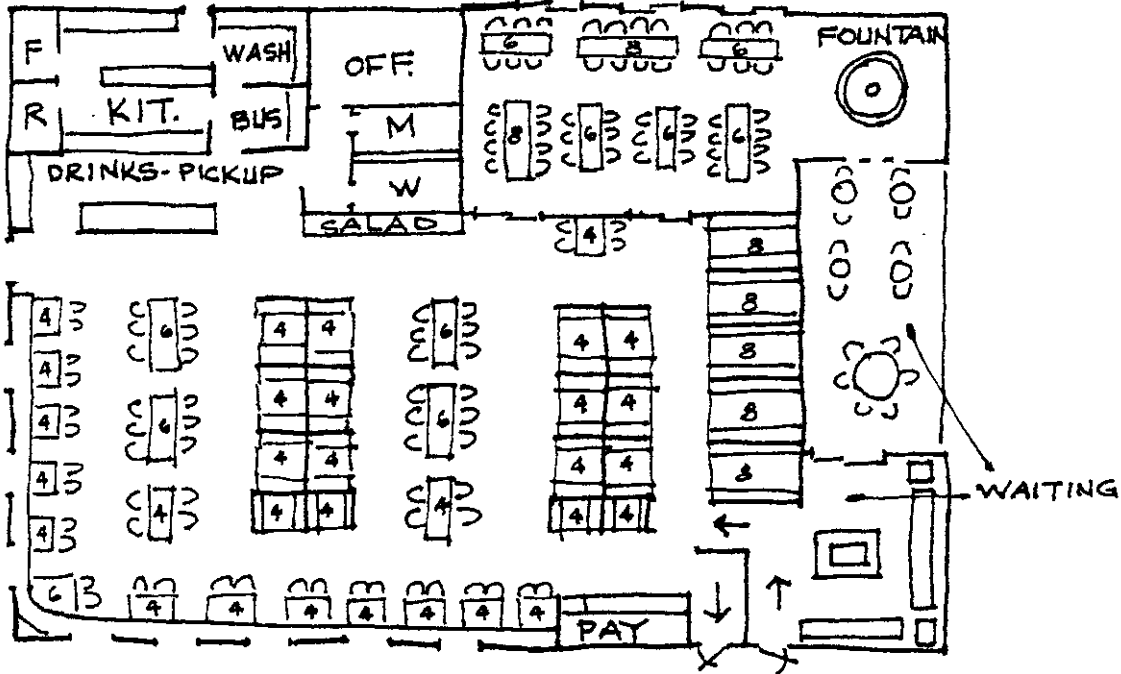 FOUNTAIN
6 8 6
F WASH OFF.
R KIT. BUS M
8 6 6 6
DRINKS-PICKUP
W
SALAD
4 8
8
4 6 4 4 6 4 4
4 8
4 4 4 4 8
4 6 6
4 4 4 4 8
4 WAITING
4 4 4 4 4 4
4
6 4 4 4 4 4 4 4
PAY